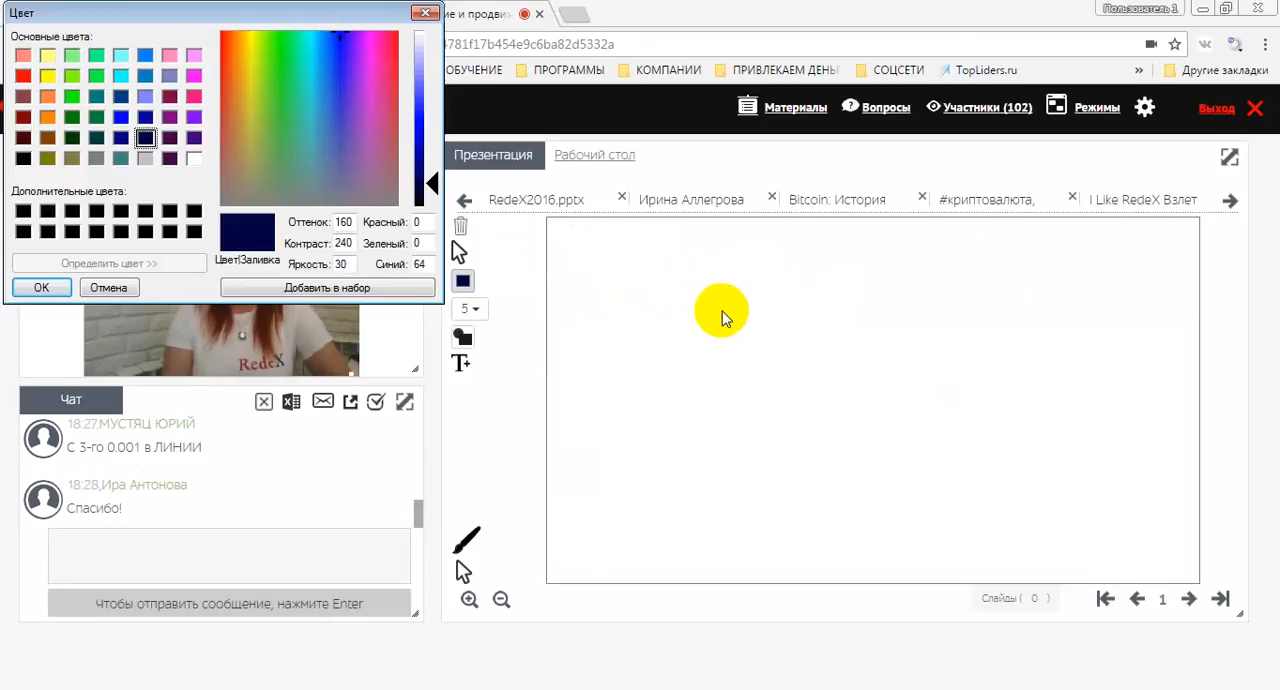 Цвет
ие и продвиж
Пользователь 1
4781f17b454e9c6ba82d5332a
ОБУЧЕНИЕ
ПРОГРАММЫ
КОМПАНИИ
ПРИВЛЕКАЕМ ДЕНЬГ
СОЦСЕТИ
TopLiders.ru
»
Другие закладки
Основные цвета:
Дополнительные цвета:
Определить цвет >>
OK
Отмена
Цвет|Заливка
Оттенок: 160
Контраст: 240
Яркость: 30
Красный: 0
Зеленый: 0
Синий: 64
Добавить в набор
Материалы
Вопросы
Участники (102)
Режимы
Выход
Презентация
Рабочий стол
RedeX2016.pptx
Ирина Аллегрова
Bitcoin: История
#криптовалюта,
I Like RedeX Взлет
5
T+
RedeX
Чат
18:27,МУСТЯЦ ЮРИЙ
С 3-го 0.001 в ЛИНИИ
18:28,Ира Антонова
Спасибо!
Чтобы отправить сообщение, нажмите Enter
Слайды ( 0 )
1